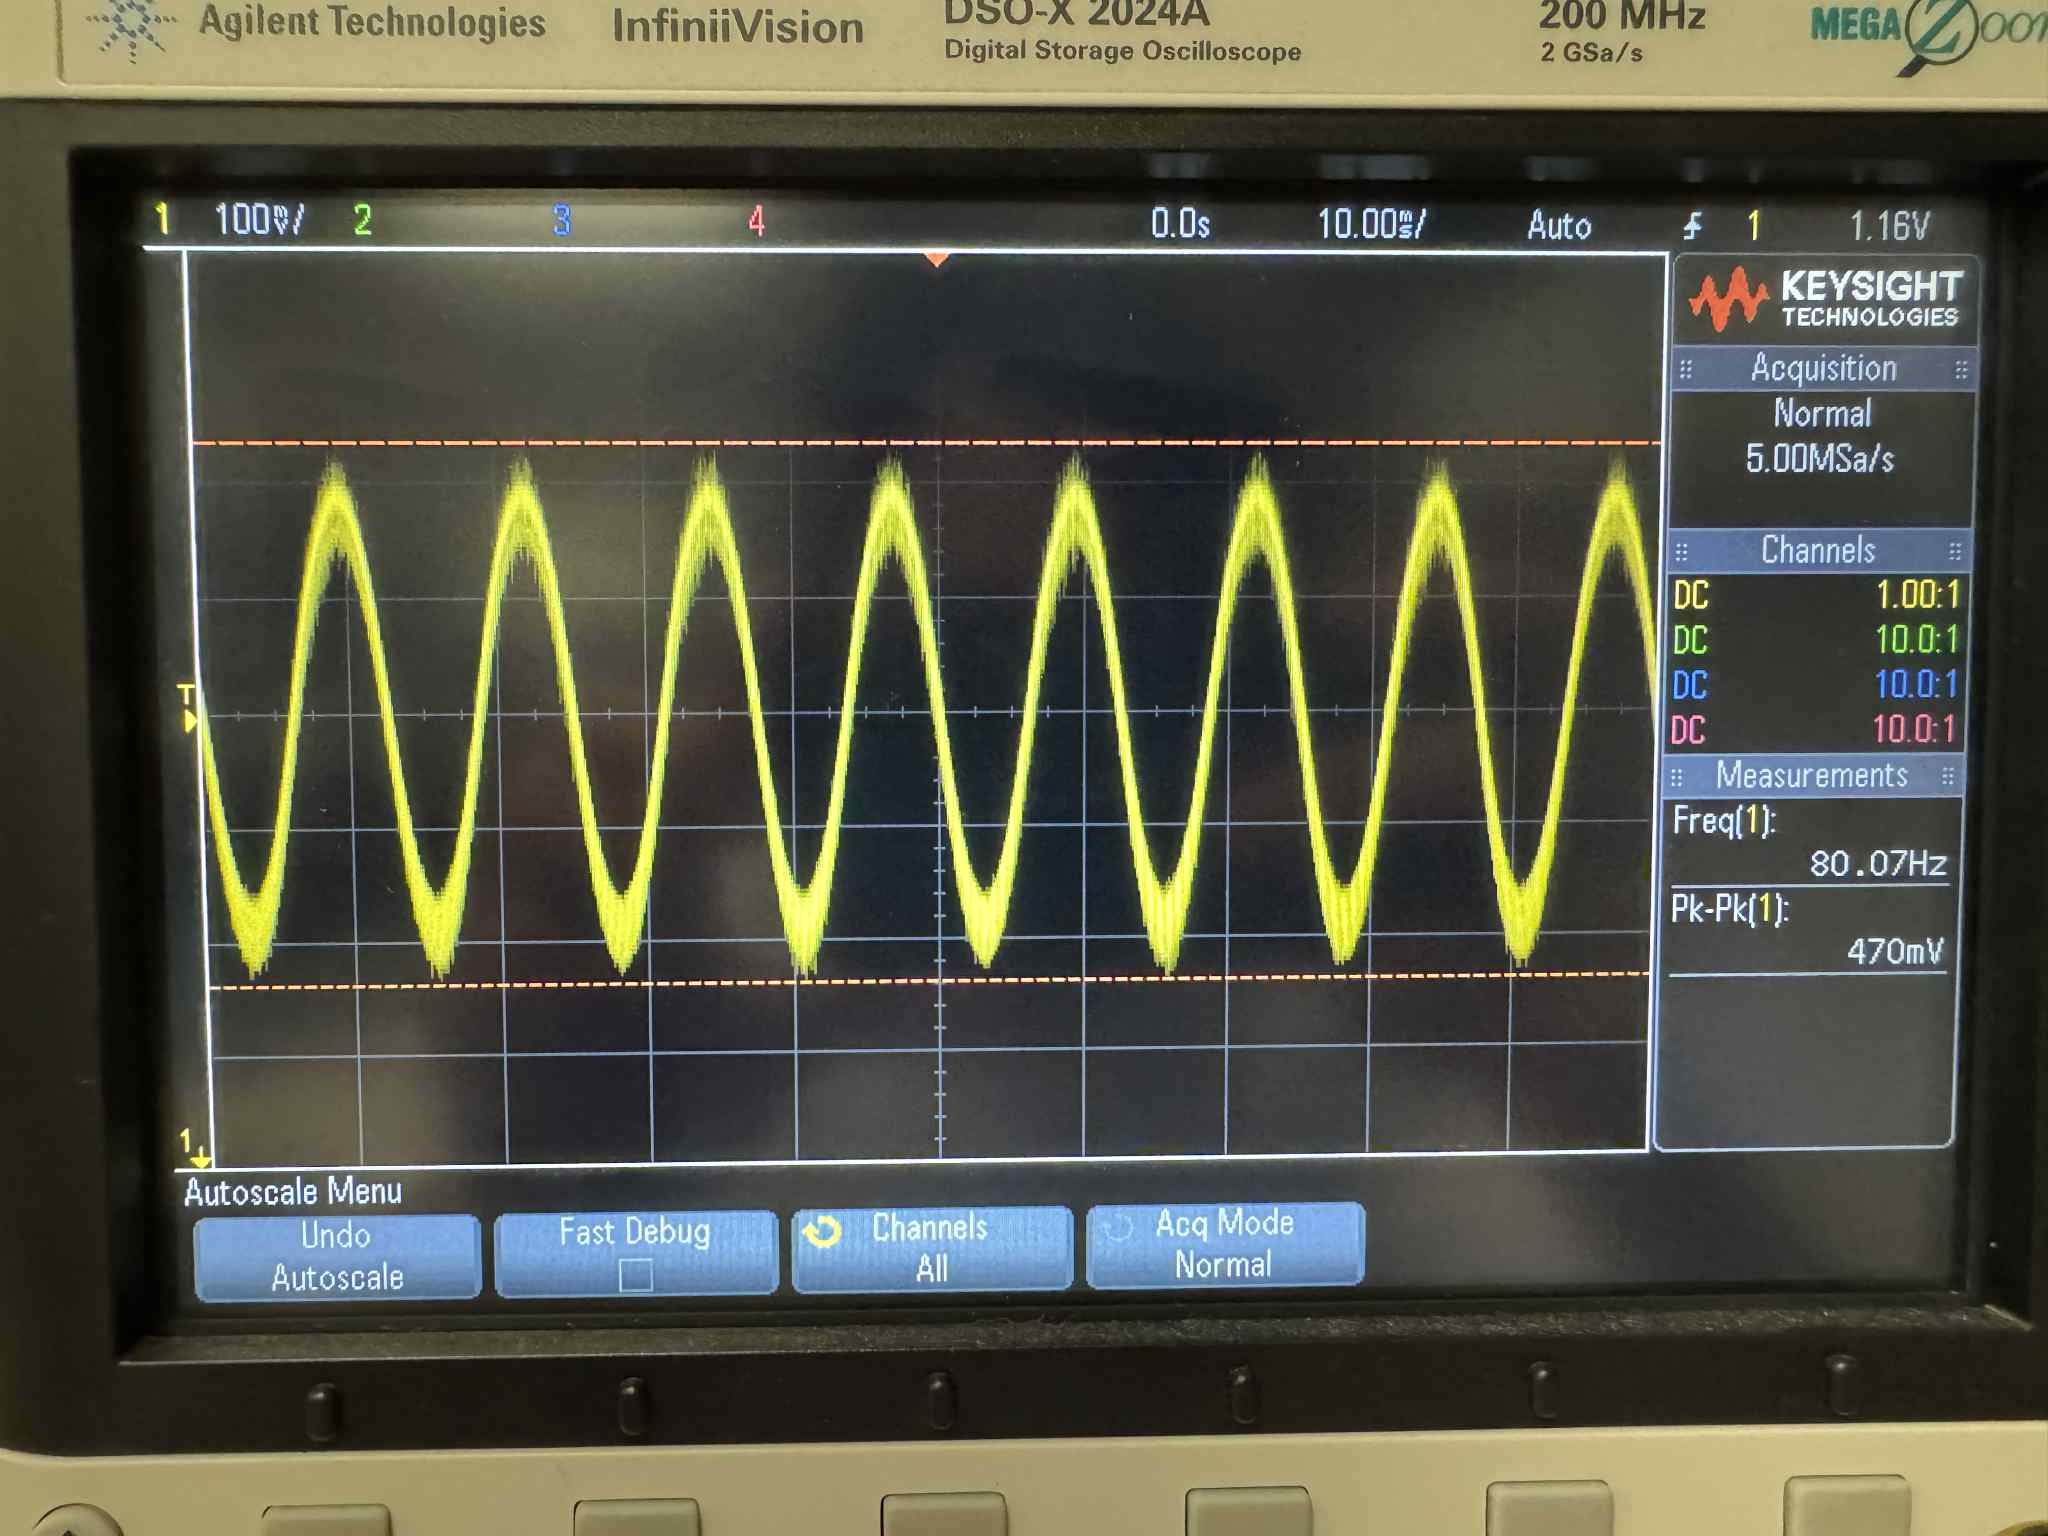 Agilent Technologies InfiniiVision DSO-X 2024A 200 MHz MEGA Zoom
Digital Storage Oscilloscope 2 GSa/s
1 100mV/ 2 3 4 0.0s 10.00ms/ Auto 1 1.16V
KEYSIGHT
TECHNOLOGIES
Acquisition
Normal
5.00MSa/s
Channels
DC 1.00:1
DC 10.0:1
DC 10.0:1
DC 10.0:1
T
Measurements
Freq(1):
80.07Hz
Pk-Pk(1):
470mV
1
Autoscale Menu
Undo
Autoscale
Fast Debug
Channels
All
Acq Mode
Normal